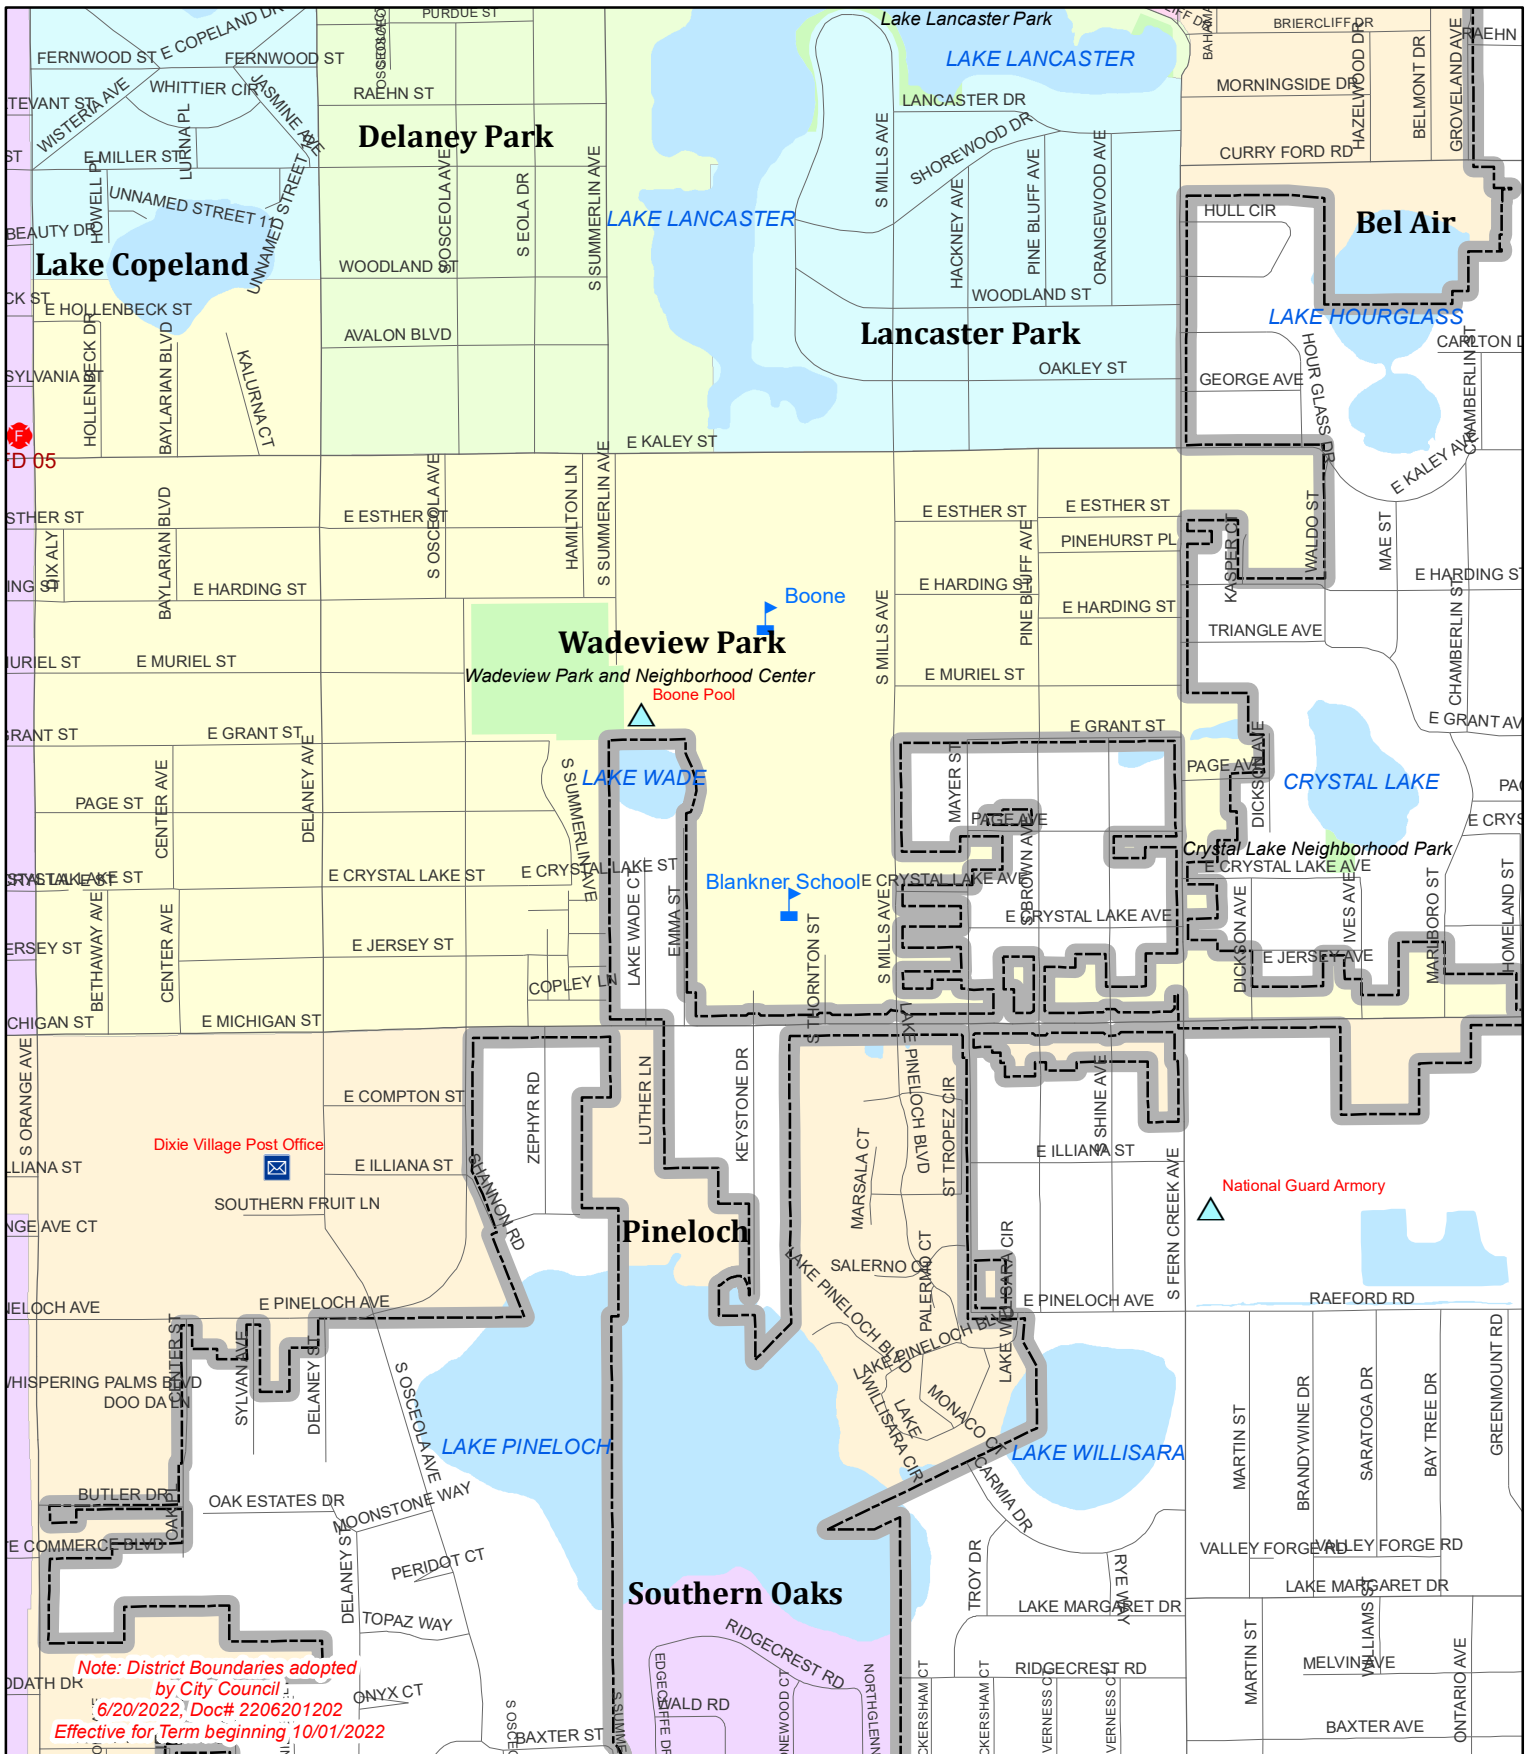 PURDUE ST
Lake Lancaster Park
BRIERCLIFF DR
E COPELAND DR
FERNWOOD ST
FERNWOOD ST
LAKE LANCASTER
WHITTIER CIR
JASMINE AVE
RAEHN ST
LANCASTER DR
MORNINGSIDE DR
HAZELWOOD DR
BELMONT DR
GROVELAND AVE
WISTERIA AVE
LURNA PL
Delaney Park
SHOREWOOD DR
S MILLS AVE
E MILLER ST
CURRY FORD RD
HOWELL PL
UNNAMED STREET 11
S OSCEOLA AVE
S EOLA DR
S SUMMERLIN AVE
LAKE LANCASTER
HACKNEY AVE
PINE BLUFF AVE
ORANGEWOOD AVE
HULL CIR
Bel Air
BEAUTY DR
Lake Copeland
WOODLAND ST
WOODLAND ST
E HOLLENBECK ST
LAKE HOURGLASS
HOLLENBECK DR
BAYLARIAN BLVD
KALURNA CT
AVALON BLVD
Lancaster Park
OAKLEY ST
GEORGE AVE
HOUR GLASS DR
CHAMBERLIN ST
E KALEY ST
E KALEY AVE
F
FD 05
E ESTHER ST
E ESTHER ST
E ESTHER ST
S OSCEOLA AVE
HAMILTON LN
S SUMMERLIN AVE
PINEHURST PL
KASPER CT
WALDO ST
MAE ST
DIX ALY
BAYLARIAN BLVD
E HARDING ST
E HARDING ST
E HARDING ST
E HARDING ST
Boone
PINE BLUFF AVE
S MILLS AVE
TRIANGLE AVE
CHAMBERLIN ST
Wadeview Park
E MURIEL ST
E MURIEL ST
Wadeview Park and Neighborhood Center
Boone Pool
E GRANT ST
E GRANT ST
E GRANT AV
LAKE WADE
PAGE AVE
DICKSON AVE
CRYSTAL LAKE
PAGE ST
CENTER AVE
DELANEY AVE
S SUMMERLIN AVE
MAYER ST
PAGE AVE
S BROWN AVE
Crystal Lake Neighborhood Park
E CRYSTAL LAKE ST
E CRYSTAL LAKE ST
E CRYSTAL LAKE AVE
E CRYSTAL LAKE AVE
Blankner School
E CRYSTAL LAKE AVE
BETHAWAY AVE
CENTER AVE
E JERSEY ST
LAKE WADE CT
EMMA ST
S THORNTON ST
S MILLS AVE
DICKSON AVE
IVES AVE
MARLBORO ST
HOMELAND ST
E JERSEY AVE
COPLEY LN
E MICHIGAN ST
S ORANGE AVE
E COMPTON ST
ZEPHYR RD
LUTHER LN
KEYSTONE DR
LAKE PINELOCH BLVD
ST TROPEZ CIR
S SHINE AVE
Dixie Village Post Office
E ILLIANA ST
E ILLIANA ST
SHANNON RD
MARSALA CT
S FERN CREEK AVE
National Guard Armory
SOUTHERN FRUIT LN
Pineloch
SALERNO CT
PALERMO CT
LAKE WILLISARA CIR
E PINELOCH AVE
E PINELOCH AVE
RAEFORD RD
LAKE PINELOCH BLVD
LAKE PINELOCH BLVD
CENTER ST
SYLVAN AVE
DELANEY ST
S OSCEOLA AVE
WHISPERING PALMS BLVD
DOO DA LN
MONACO CT
LAKE WILLISARA CIR
LAKE PINELOCH
LAKE WILLISARA
MARTIN ST
BRANDYWINE DR
SARATOGA DR
BAY TREE DR
GREENMOUNT RD
BUTLER DR
OAK ESTATES DR
MOONSTONE WAY
CARMIA DR
E COMMERCE BLVD
VALLEY FORGE RD
VALLEY FORGE RD
DELANEY ST
PERIDOT CT
TROY DR
RYE WAY
LAKE MARGARET DR
LAKE MARGARET DR
Southern Oaks
TOPAZ WAY
RIDGECREST RD
RIDGECREST RD
MARTIN ST
WILLIAMS ST
MELVIN AVE
ONTARIO AVE
EDGECLIFFE DR
WALD RD
ONYX CT
BAXTER ST
BAXTER AVE
Note: District Boundaries adopted
by City Council
6/20/2022, Doc# 2206201202
Effective for Term beginning 10/01/2022